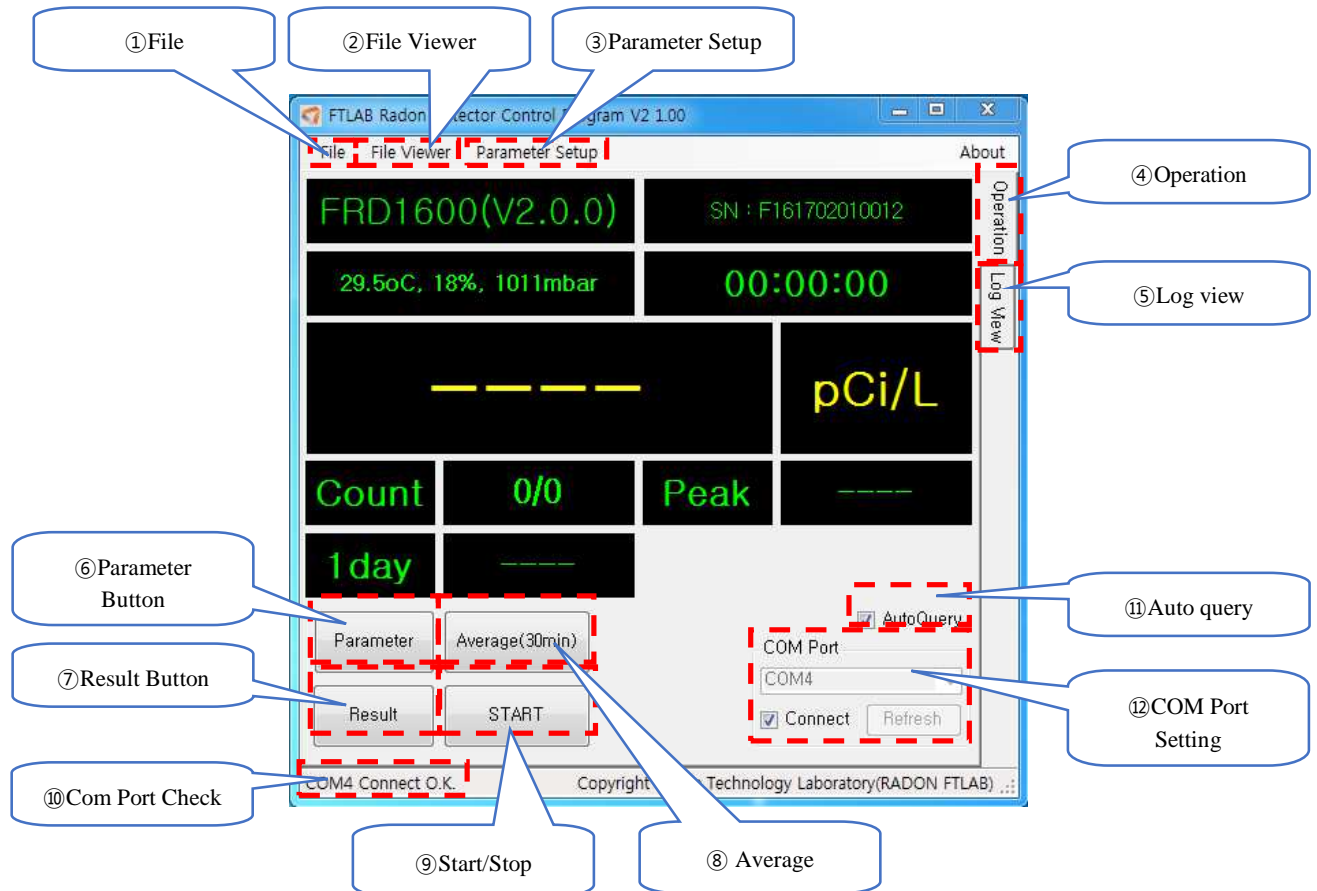 ①File
②File Viewer
③Parameter Setup
FTLAB Radon Detector Control Program V2 1.00
File File Viewer Parameter Setup About
④Operation
Operation
FRD1600(V2.0.0)
SN : F161702010012
29.5oC, 18%, 1011mbar
00:00:00
⑤Log view
Log View
----
pCi/L
Count 0/0 Peak ----
1day ----
⑥Parameter
Button
⑪Auto query
AutoQuery
Parameter Average(30min)
COM Port
COM4
⑦Result Button
Result START
Connect Refresh
⑫COM Port
Setting
⑩Com Port Check
COM4 Connect O.K.
Copyright Technology Laboratory(RADON FTLAB)
⑨Start/Stop
⑧ Average